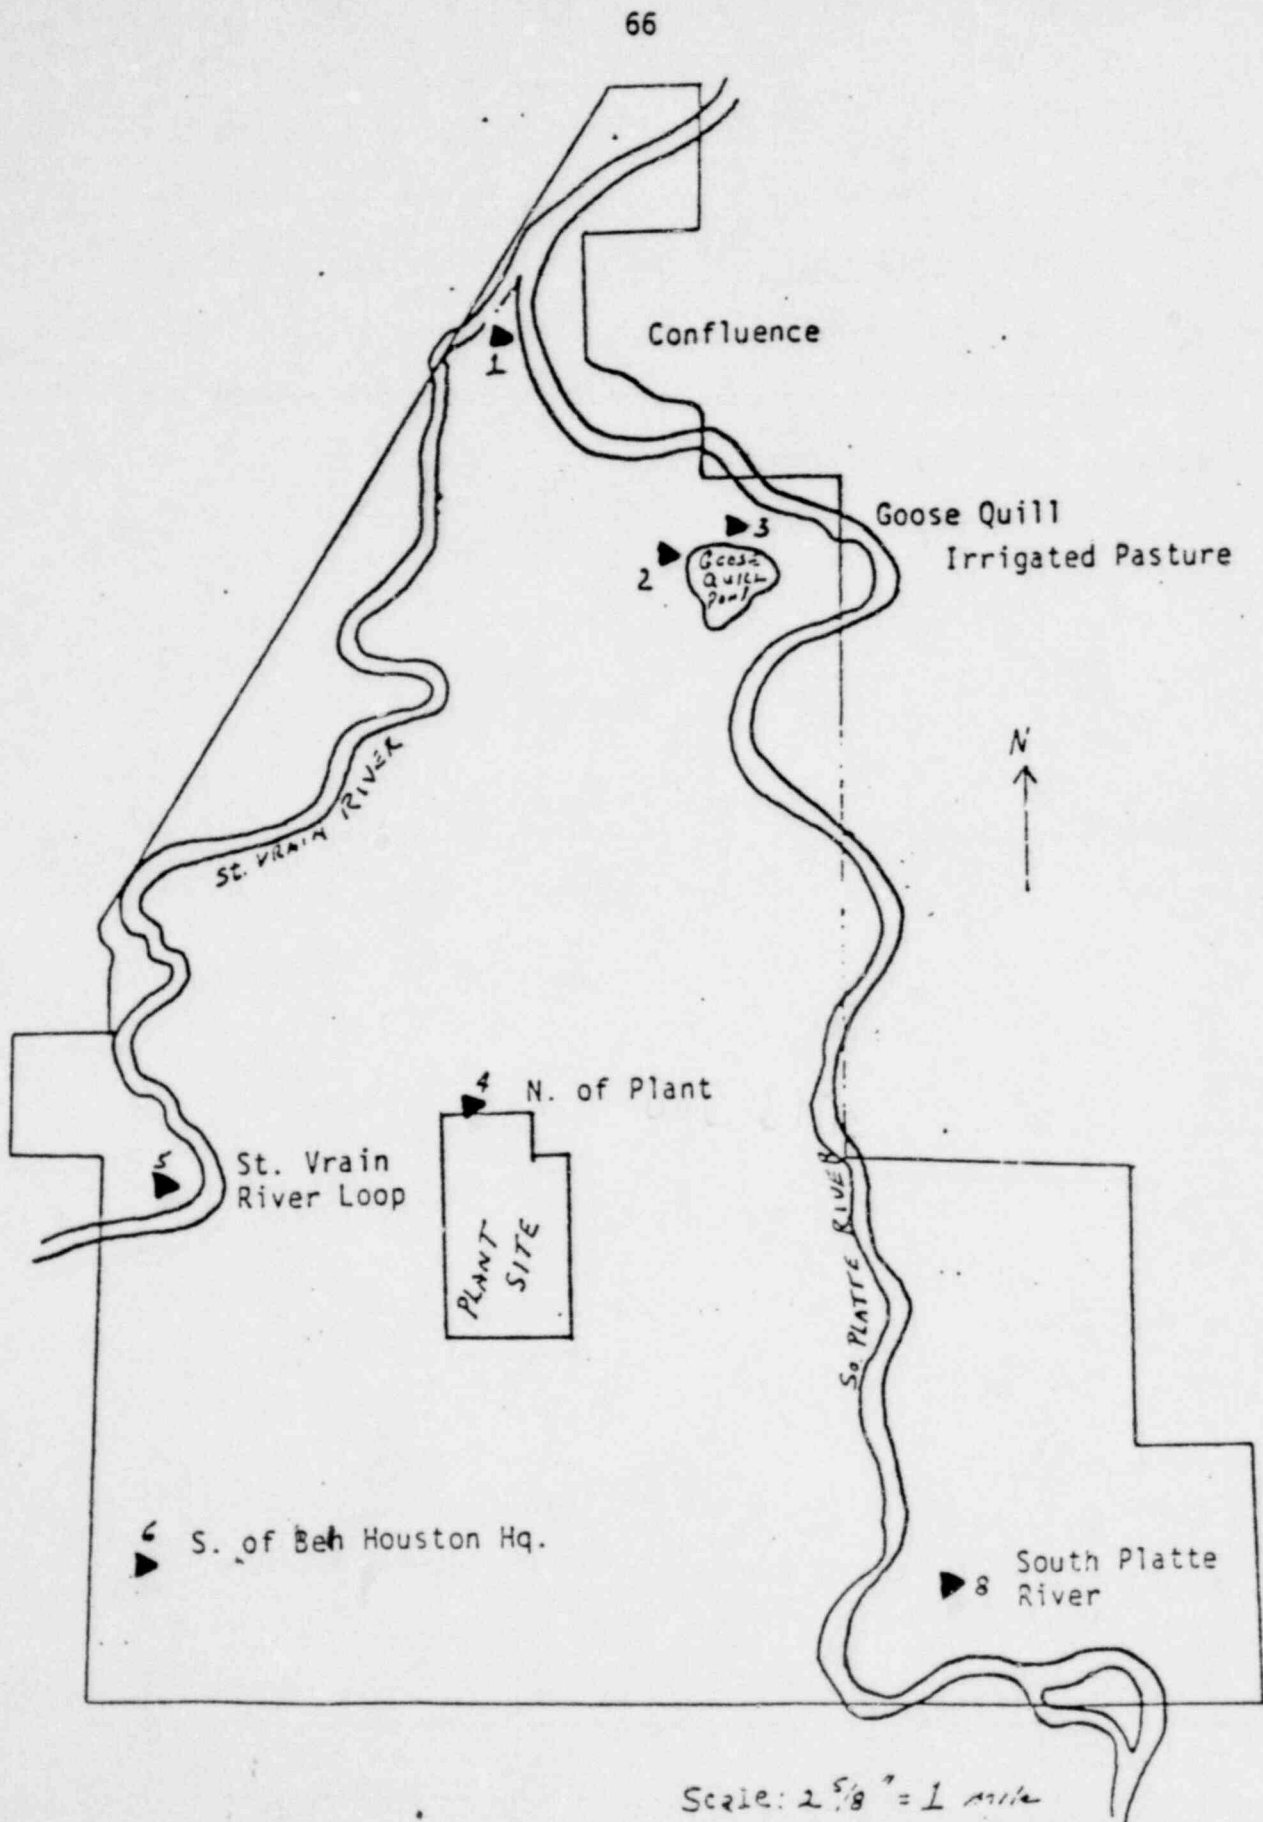 66
Confluence
1
Goose Quill
Irrigated Pasture
3
2
Goose
Quill
Pond
N
St. VRAIN RIVER
4
N. of Plant
5
St. Vrain
River Loop
PLANT
SITE
So. PLATTE RIVER
6
S. of Beh Houston Hq.
8
South Platte
River
Scale: 2 5/8" = 1 mile